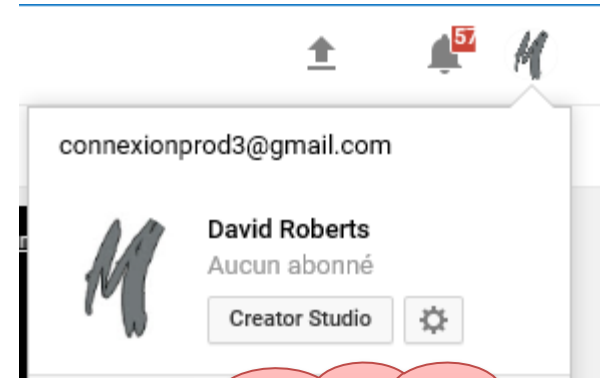 57
connexionprod3@gmail.com
David Roberts
Aucun abonné
Creator Studio